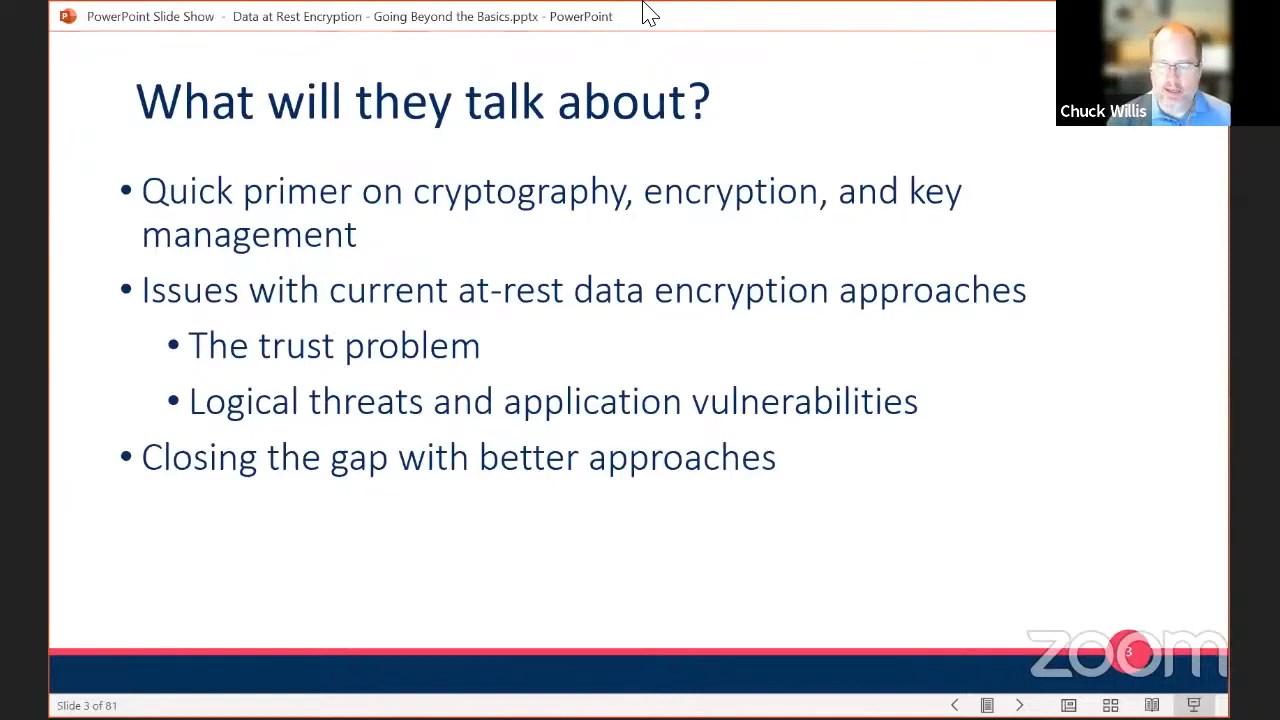 PowerPoint Slide Show - Data at Rest Encryption - Going Beyond the Basics.pptx - PowerPoint
Chuck Willis
What will they talk about?
• Quick primer on cryptography, encryption, and key
management
• Issues with current at-rest data encryption approaches
• The trust problem
• Logical threats and application vulnerabilities
• Closing the gap with better approaches
3
zoom
Slide 3 of 81